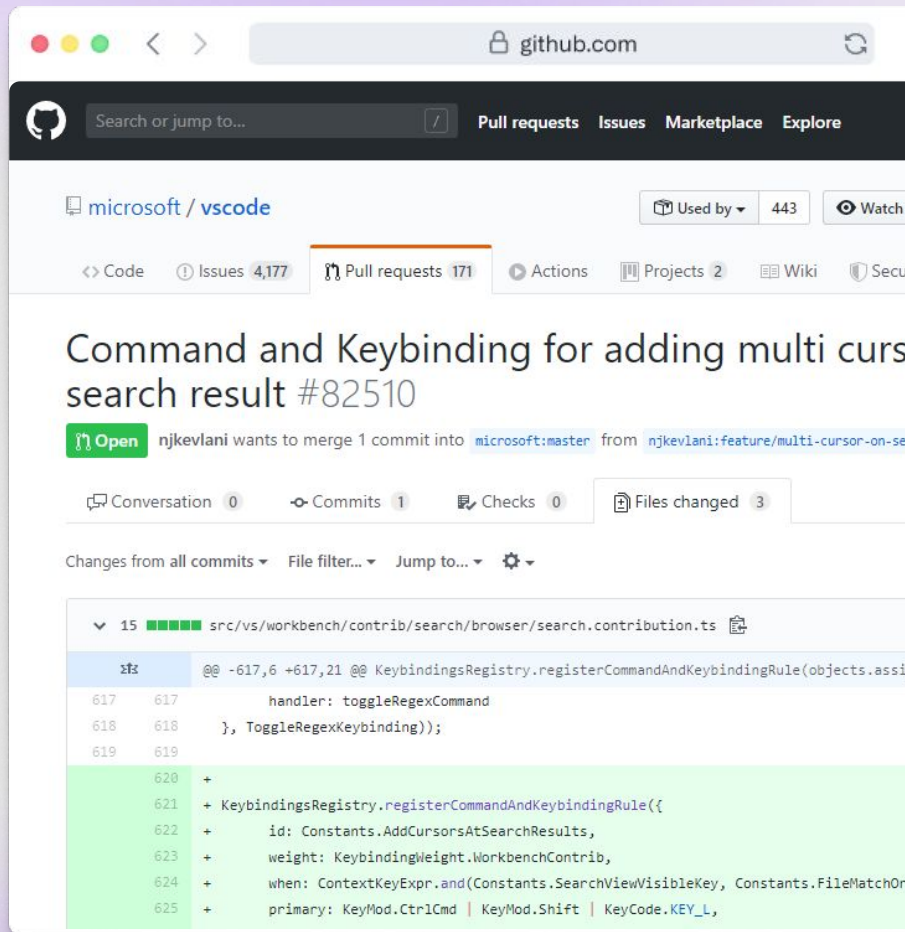 github.com
Search or jump to... / Pull requests Issues Marketplace Explore
microsoft / vscode Used by 443 Watch
<> Code Issues 4,177 Pull requests 171 Actions Projects 2 Wiki Secu
Command and Keybinding for adding multi curs
search result #82510
Open njkevlani wants to merge 1 commit into microsoft:master from njkevlani:feature/multi-cursor-on-se
Conversation 0 Commits 1 Checks 0 Files changed 3
Changes from all commits File filter... Jump to...
15 src/vs/workbench/contrib/search/browser/search.contribution.ts
@@ -617,6 +617,21 @@ KeybindingsRegistry.registerCommandAndKeybindingRule(objects.assi
617 617 handler: toggleRegexCommand
618 618 }, ToggleRegexKeybinding));
619 619
620 +
621 + KeybindingsRegistry.registerCommandAndKeybindingRule({
622 + id: Constants.AddCursorsAtSearchResults,
623 + weight: KeybindingWeight.WorkbenchContrib,
624 + when: ContextKeyExpr.and(Constants.SearchViewVisibleKey, Constants.FileMatchOr
625 + primary: KeyMod.CtrlCmd | KeyMod.Shift | KeyCode.KEY_L,